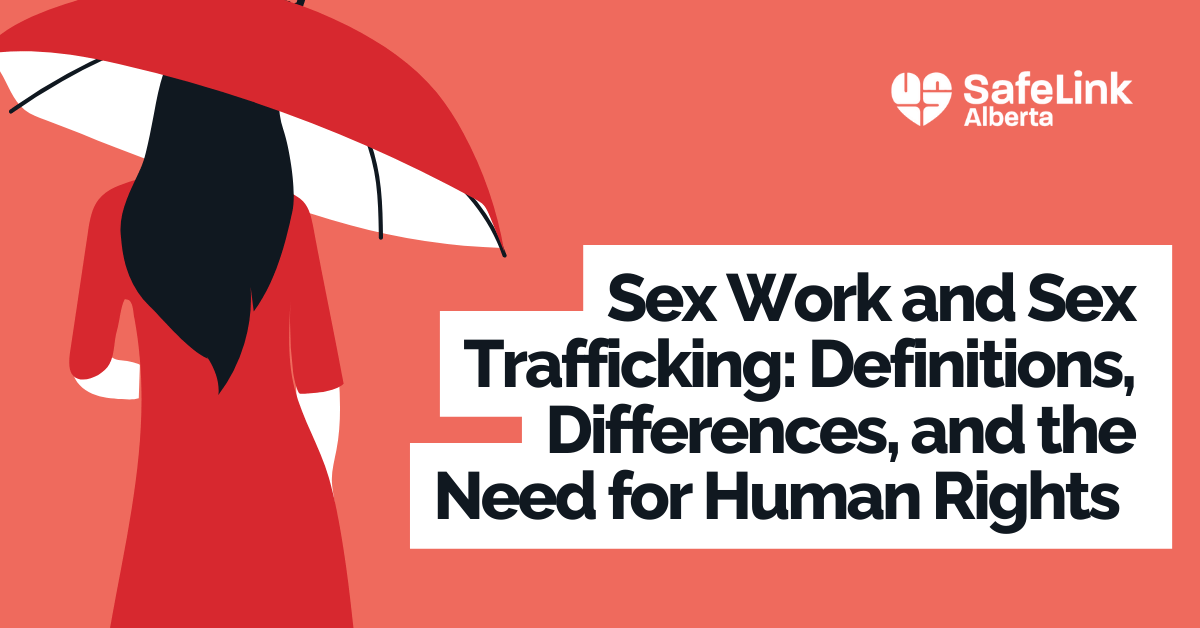 SafeLink
Alberta
Sex Work and Sex
Trafficking: Definitions,
Differences, and the
Need for Human Rights